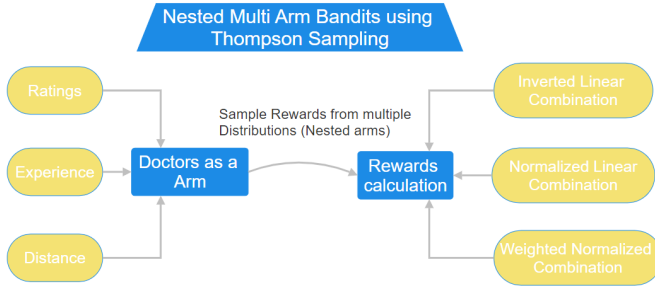 Nested Multi Arm Bandits using
Thompson Sampling
Ratings
Experience
Distance
Doctors as a
Arm
Sample Rewards from multiple
Distributions (Nested arms)
Rewards
calculation
Inverted Linear
Combination
Normalized Linear
Combination
Weighted Normalized
Combination